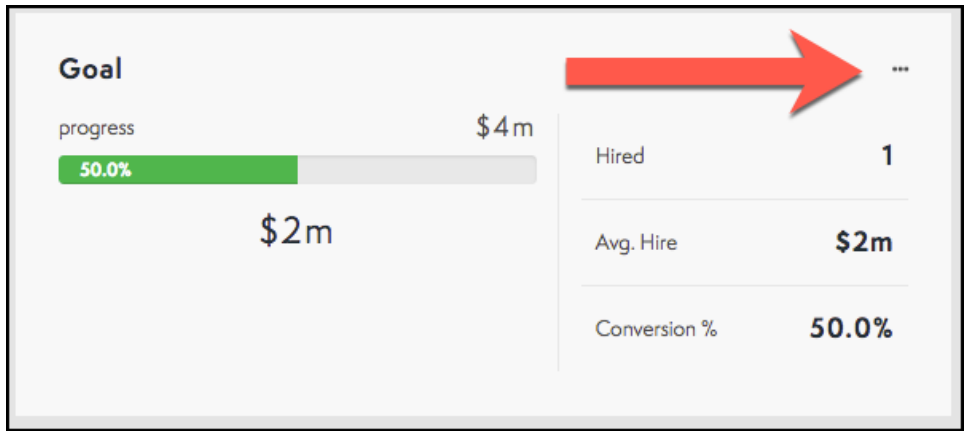 Goal
progress
$4m
50.0%
$2m
Hired 1
Avg. Hire $2m
Conversion % 50.0%